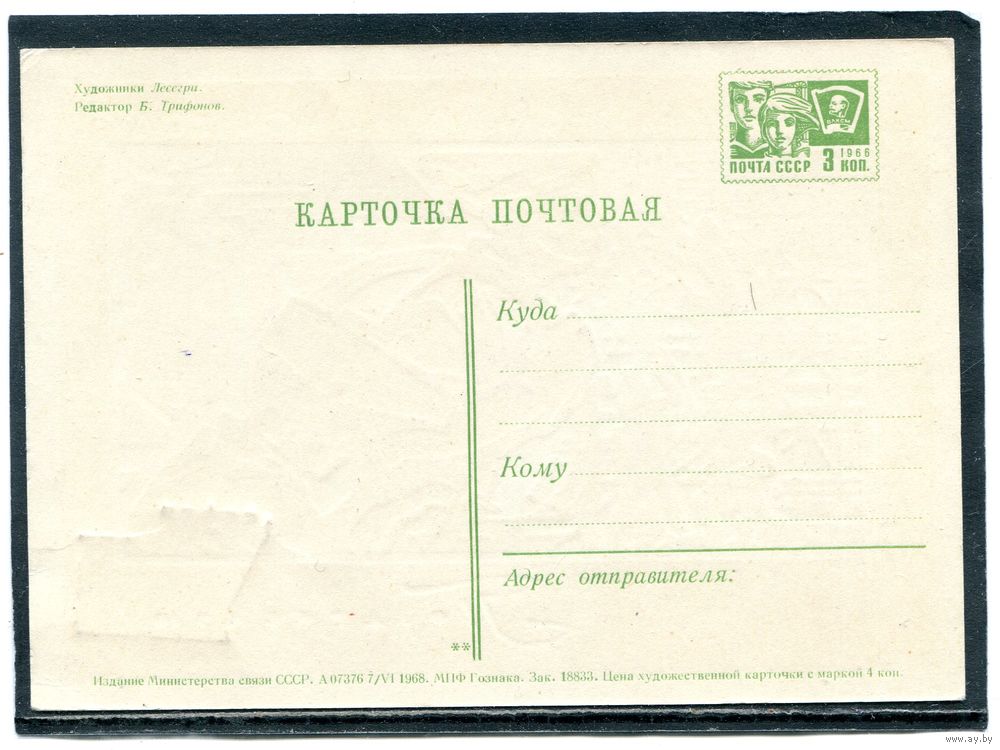 Художники Лесегри.
Редактор Б. Трифонов.
ВЛКСМ
1966
ПОЧТА СССР 3 КОП.
КАРТОЧКА ПОЧТОВАЯ
Куда
Кому
Адрес отправителя:
**
Издание Министерства связи СССР. А 07376 7/VI 1968. МПФ Гознака. Зак. 18833. Цена художественной карточки с маркой 4 коп.
www.ay.by